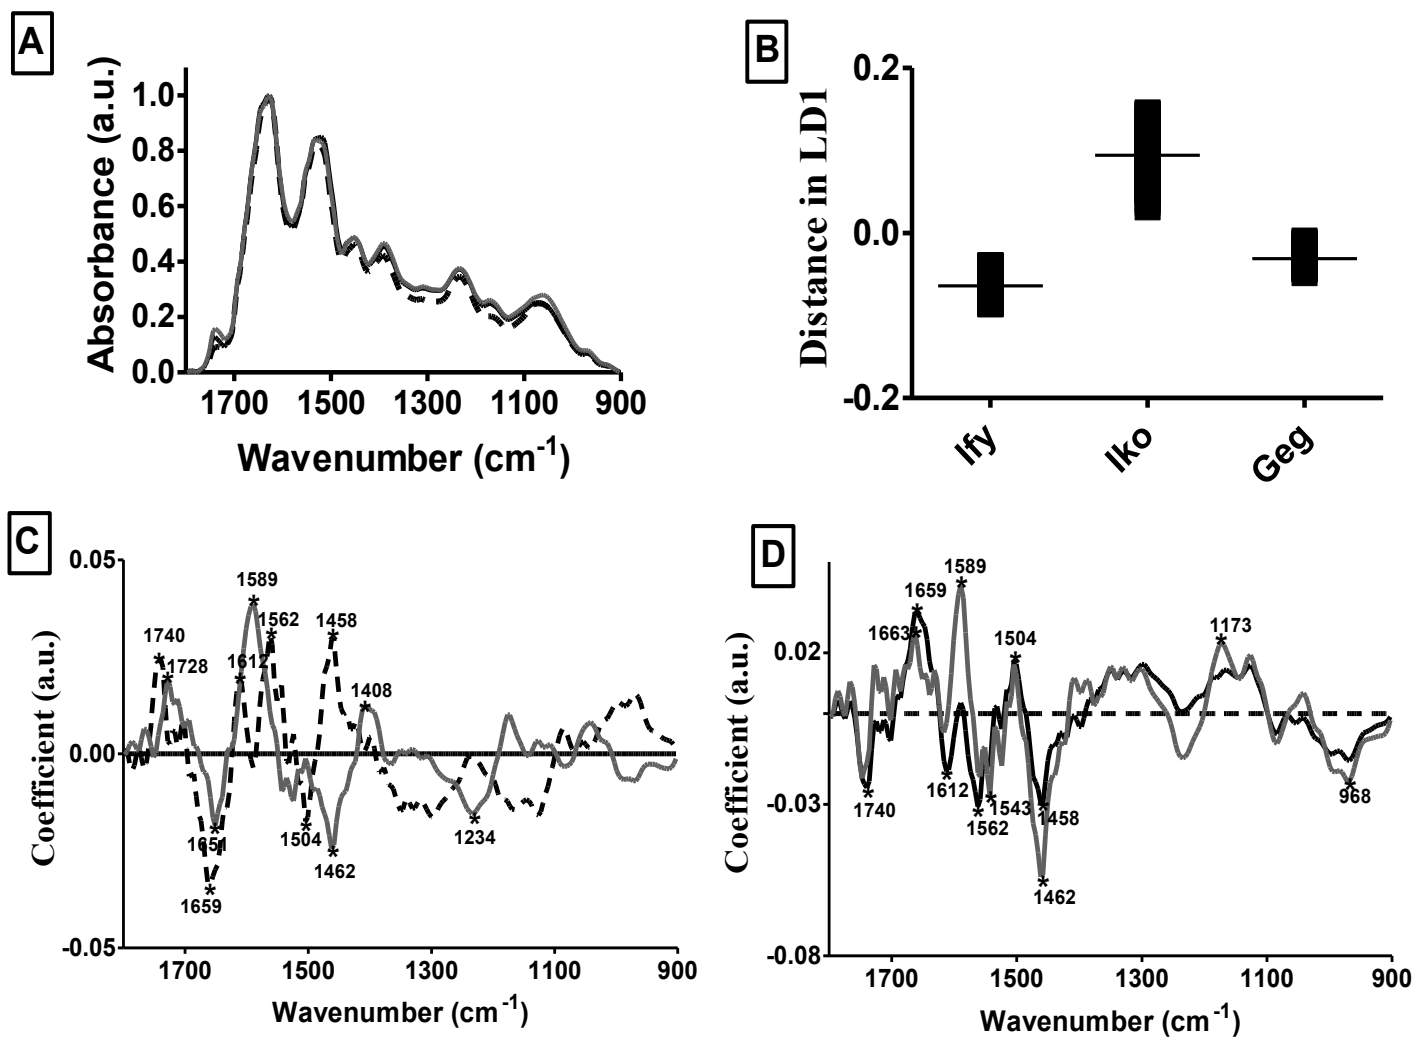 A
Absorbance (a.u.)
1.0
0.8
0.6
0.4
0.2
0.0
1700 1500 1300 1100 900
Wavenumber (cm-1)
B
Distance in LD1
0.2
0.0
-0.2
Ify Iko Geg
C
Coefficient (a.u.)
0.05
0.00
-0.05
1740
1728
1589
1612
1562
1458
1408
1651
1659
1504
1462
1234
1700 1500 1300 1100 900
Wavenumber (cm-1)
D
Coefficient (a.u.)
0.02
-0.03
-0.08
1589
1659
1663
1504
1173
1740
1612
1562
1543
1458
1462
968
1700 1500 1300 1100 900
Wavenumber (cm-1)